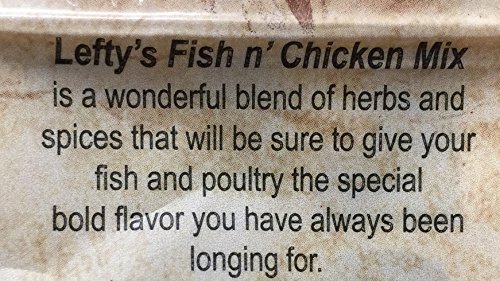 Lefty's Fish n' Chicken Mix
is a wonderful blend of herbs and
spices that will be sure to give your
fish and poultry the special
bold flavor you have always been
longing for.